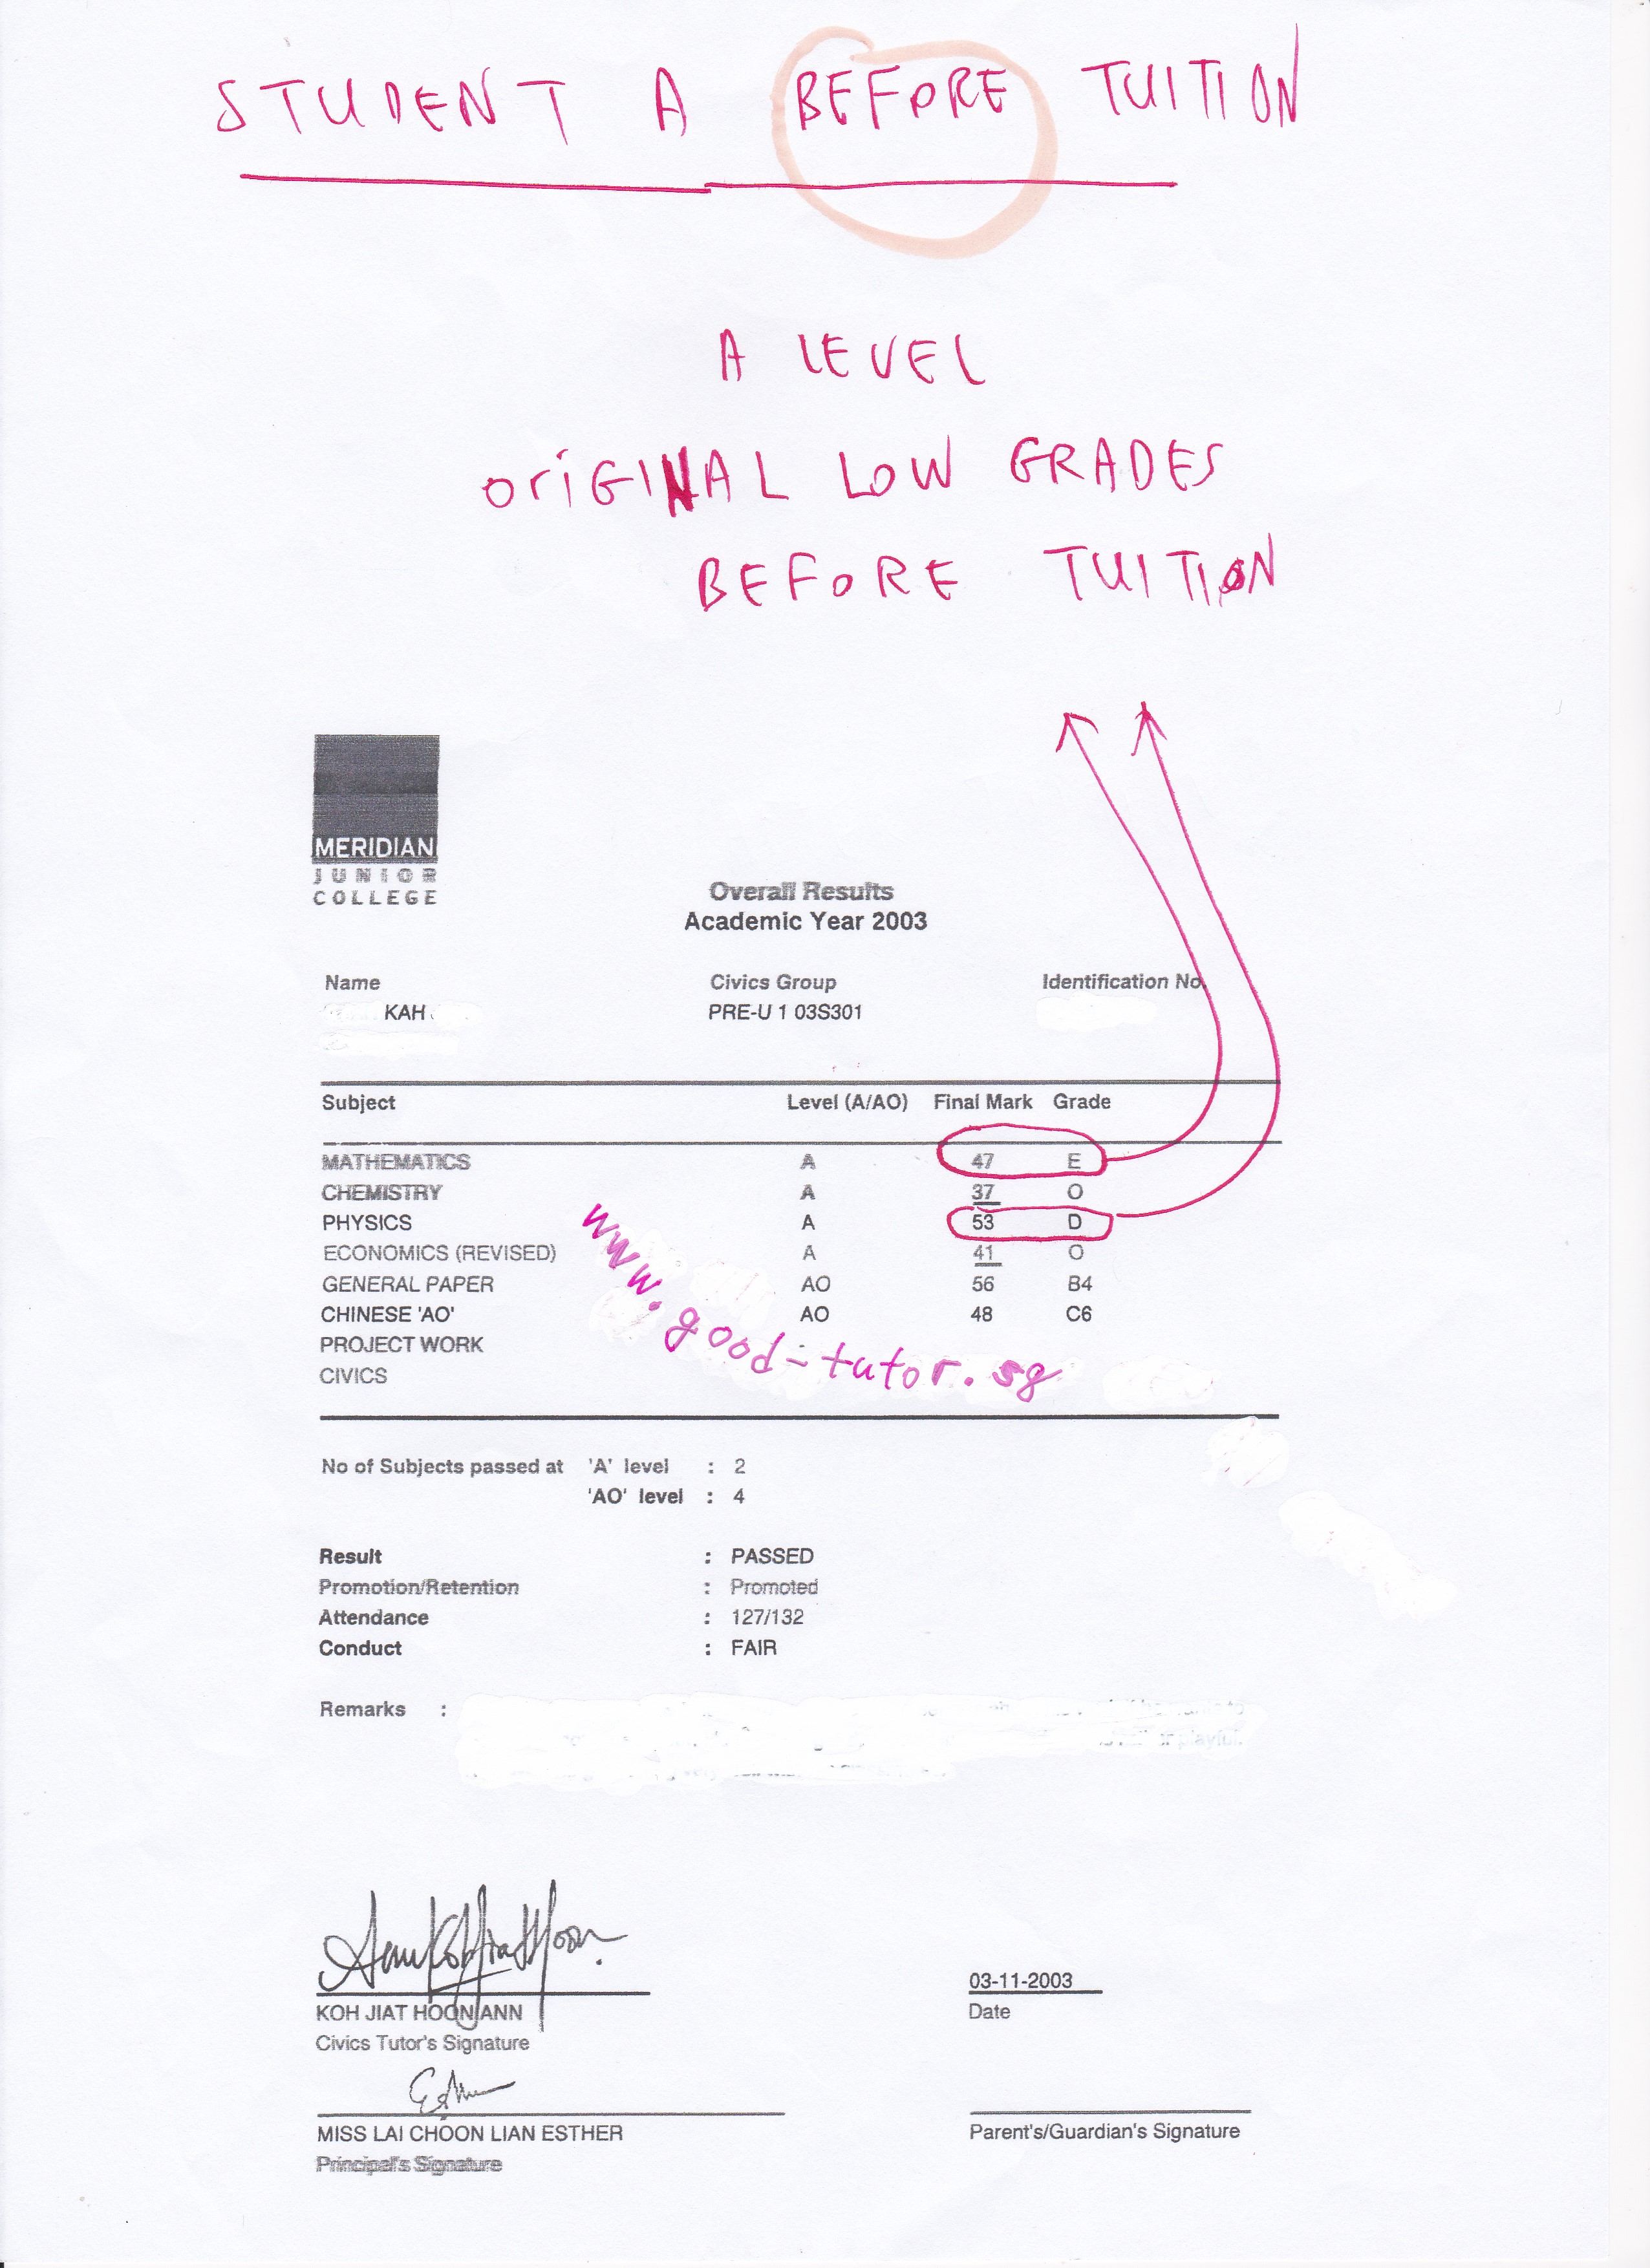 STUDENT A BEFORE TUITION
A LEVEL
ORiGINAL LOW GRADES
BEFORE TUITION
MERIDIAN
JUNIOR
COLLEGE
Overall Results
Academic Year 2003
Name Civics Group Identification No.
KAH PRE-U 1 03S301
Subject Level (A/AO) Final Mark Grade
MATHEMATICS A 47 E
CHEMISTRY A 37 O
PHYSICS A 53 D
ECONOMICS (REVISED) A 41 O
GENERAL PAPER AO 56 B4
CHINESE 'AO' AO 48 C6
PROJECT WORK
CIVICS
www.good-tutor.sg
No of Subjects passed at 'A' level : 2
'AO' level : 4
Result : PASSED
Promotion/Retention : Promoted
Attendance : 127/132
Conduct : FAIR
Remarks :
playful.
03-11-2003
KOH JIAT HOON ANN Date
Civics Tutor's Signature
MISS LAI CHOON LIAN ESTHER Parent's/Guardian's Signature
Principal's Signature